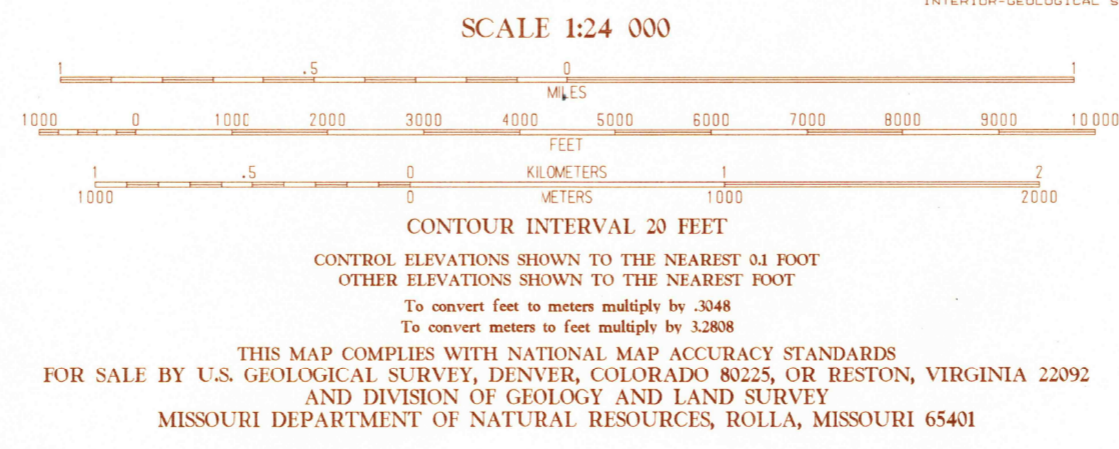 INTERIOR-GEOLOGICAL S
SCALE 1:24 000
1 .5 0 1
MILES
1000 0 1000 2000 3000 4000 5000 6000 7000 8000 9000 10 000
FEET
1 .5 0 KILOMETERS 1 2
1000 0 METERS 1000 2000
CONTOUR INTERVAL 20 FEET
CONTROL ELEVATIONS SHOWN TO THE NEAREST 0.1 FOOT
OTHER ELEVATIONS SHOWN TO THE NEAREST FOOT
To convert feet to meters multiply by .3048
To convert meters to feet multiply by 3.2808
THIS MAP COMPLIES WITH NATIONAL MAP ACCURACY STANDARDS
FOR SALE BY U.S. GEOLOGICAL SURVEY, DENVER, COLORADO 80225, OR RESTON, VIRGINIA 22092
AND DIVISION OF GEOLOGY AND LAND SURVEY
MISSOURI DEPARTMENT OF NATURAL RESOURCES, ROLLA, MISSOURI 65401